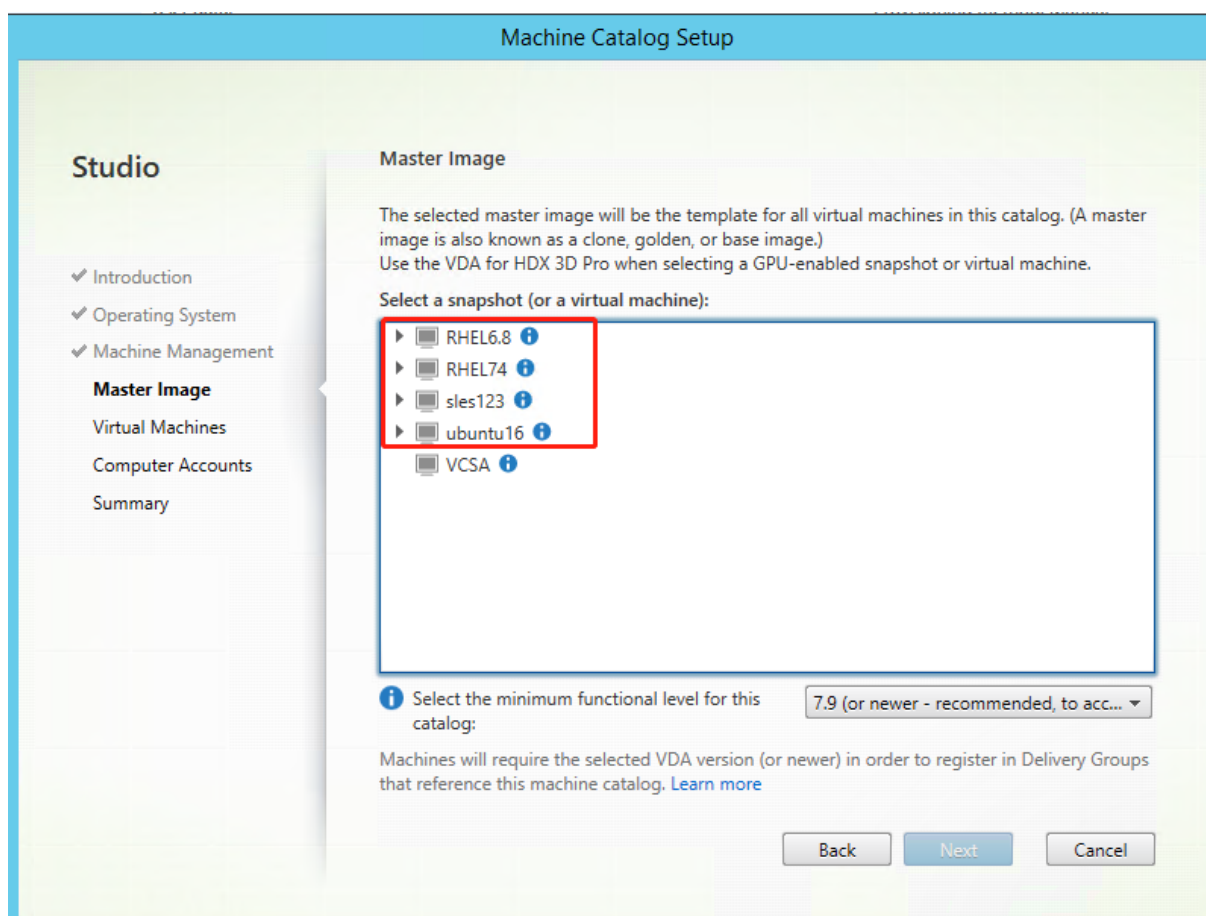 Machine Catalog Setup
Studio
Introduction
Operating System
Machine Management
Master Image
Virtual Machines
Computer Accounts
Summary
Master Image
The selected master image will be the template for all virtual machines in this catalog. (A master
image is also known as a clone, golden, or base image.)
Use the VDA for HDX 3D Pro when selecting a GPU-enabled snapshot or virtual machine.
Select a snapshot (or a virtual machine):
RHEL6.8
RHEL74
sles123
ubuntu16
VCSA
Select the minimum functional level for this
catalog:
7.9 (or newer - recommended, to acc...
Machines will require the selected VDA version (or newer) in order to register in Delivery Groups
that reference this machine catalog. Learn more
Back
Next
Cancel